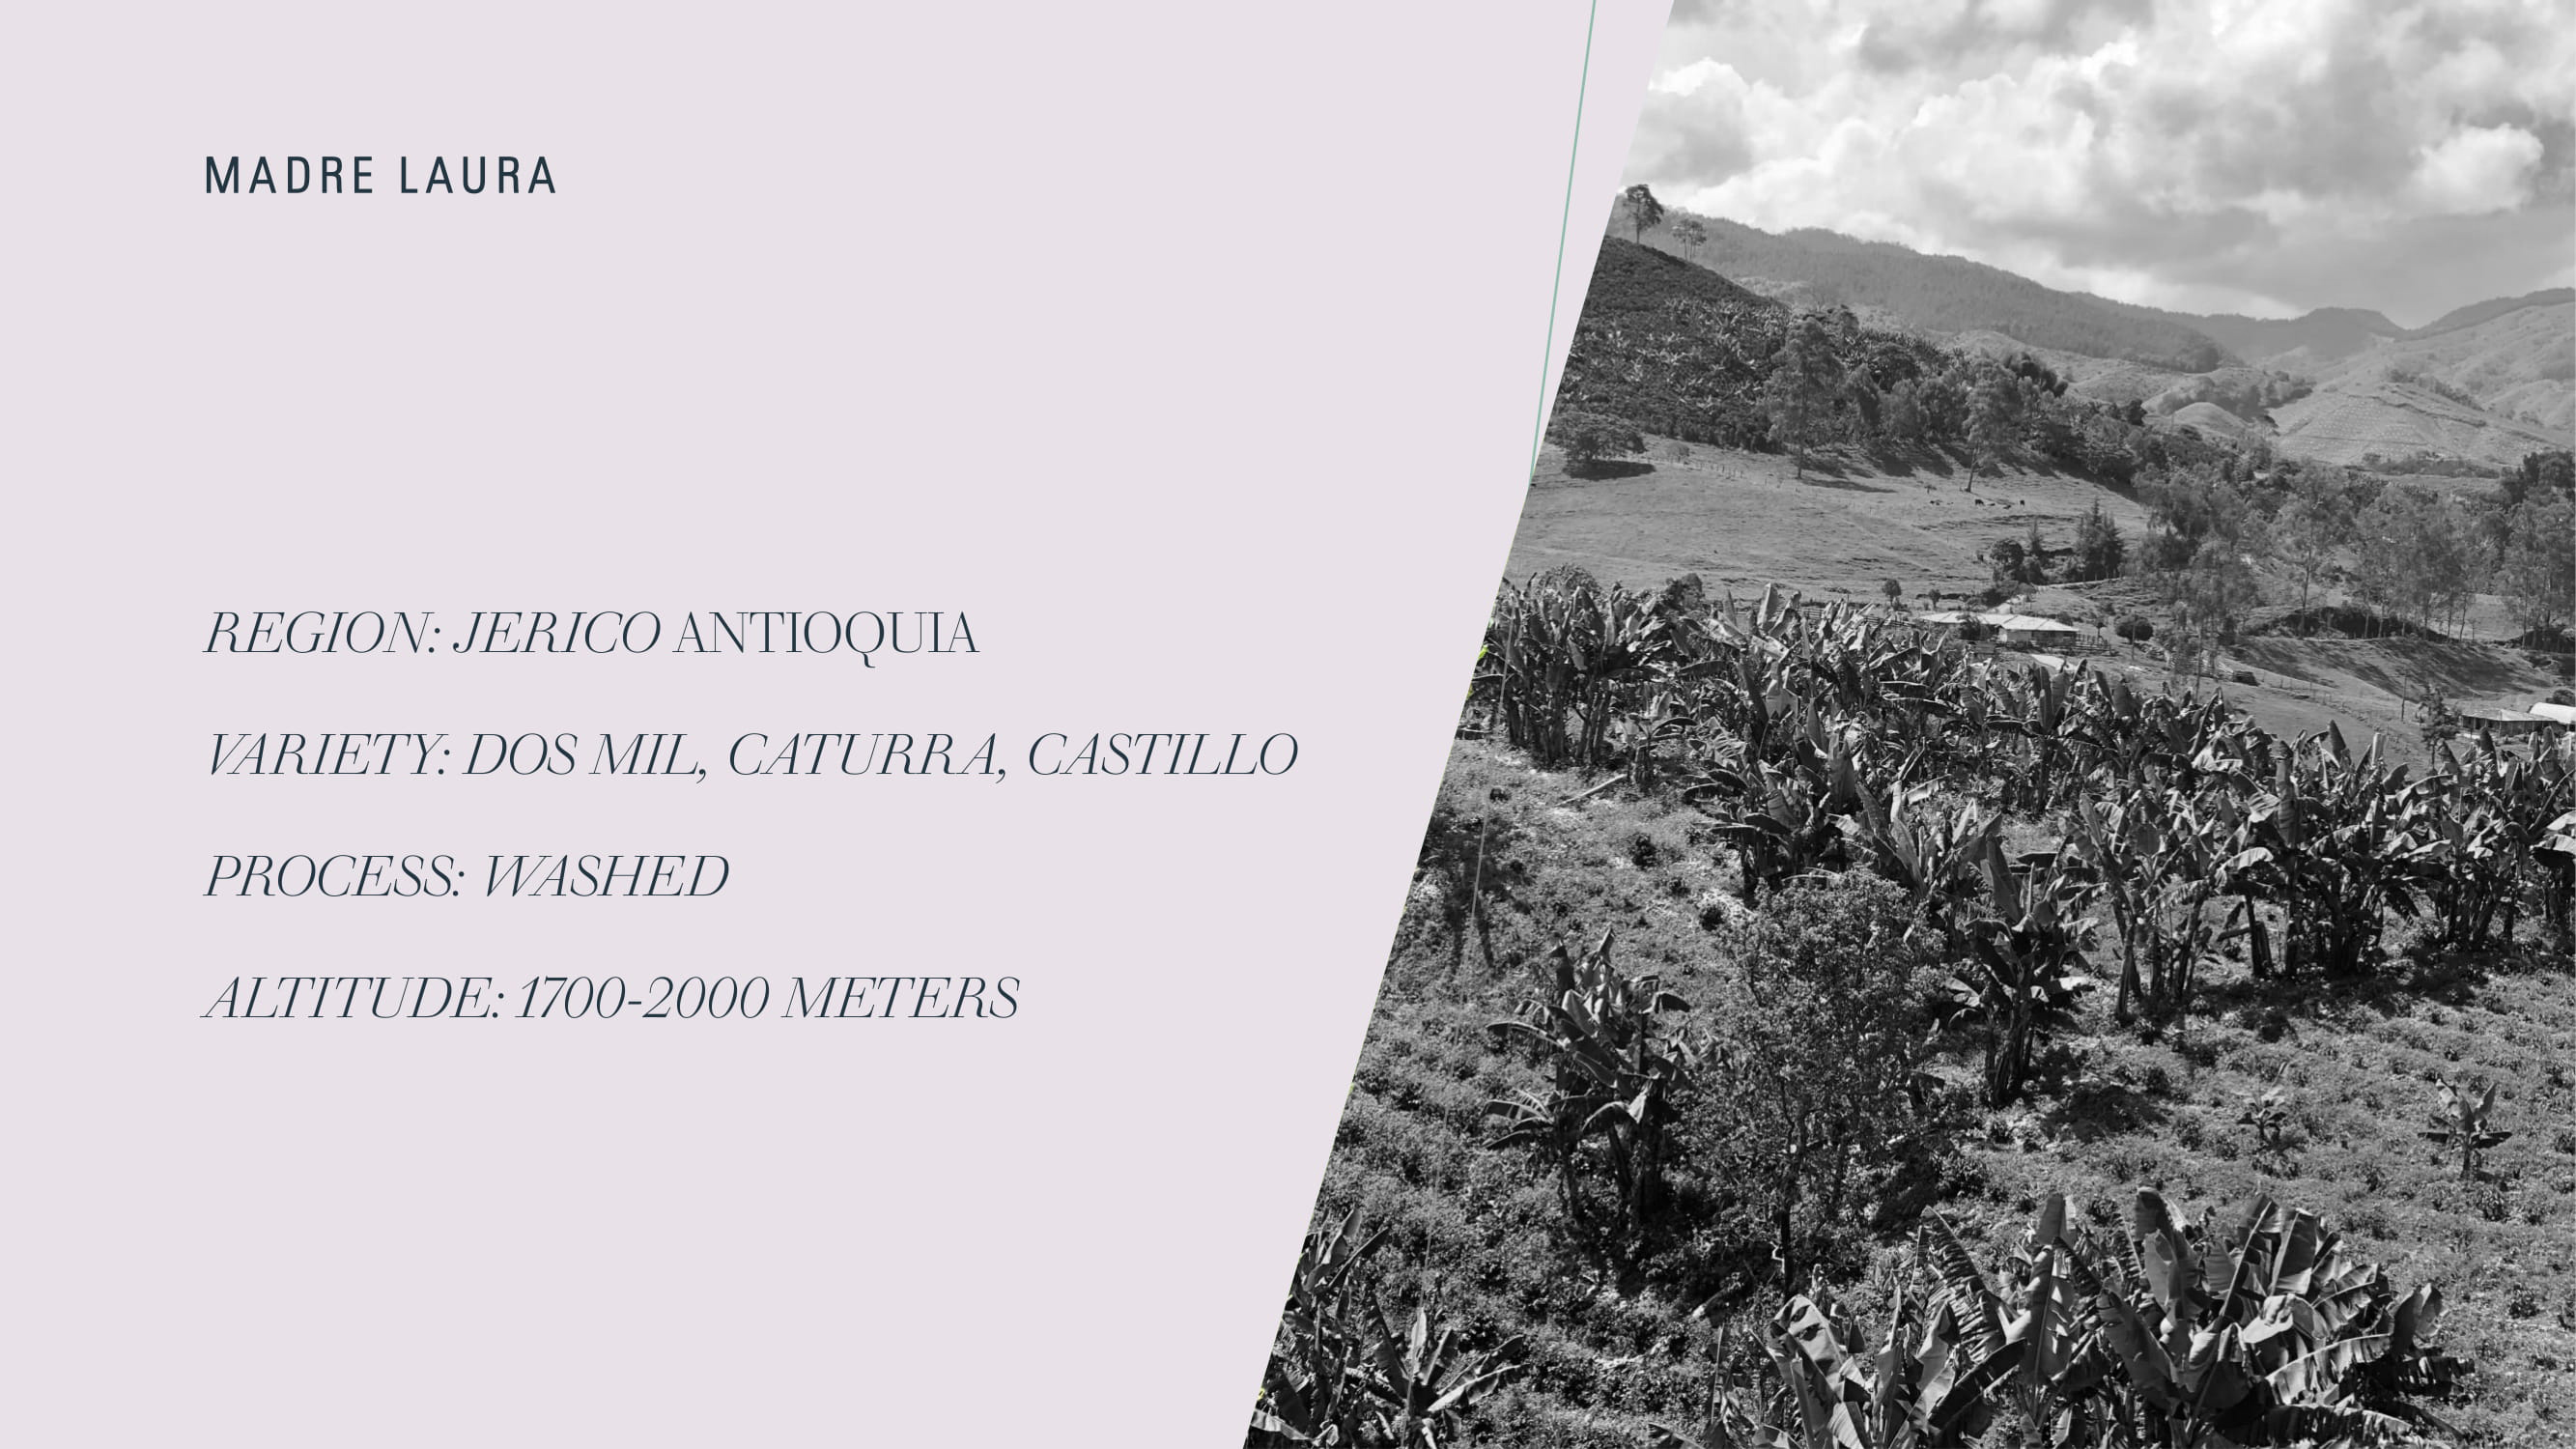 MADRE LAURA
REGION: JERICO ANTIOQUIA
VARIETY: DOS MIL, CATURRA, CASTILLO
PROCESS: WASHED
ALTITUDE: 1700-2000 METERS